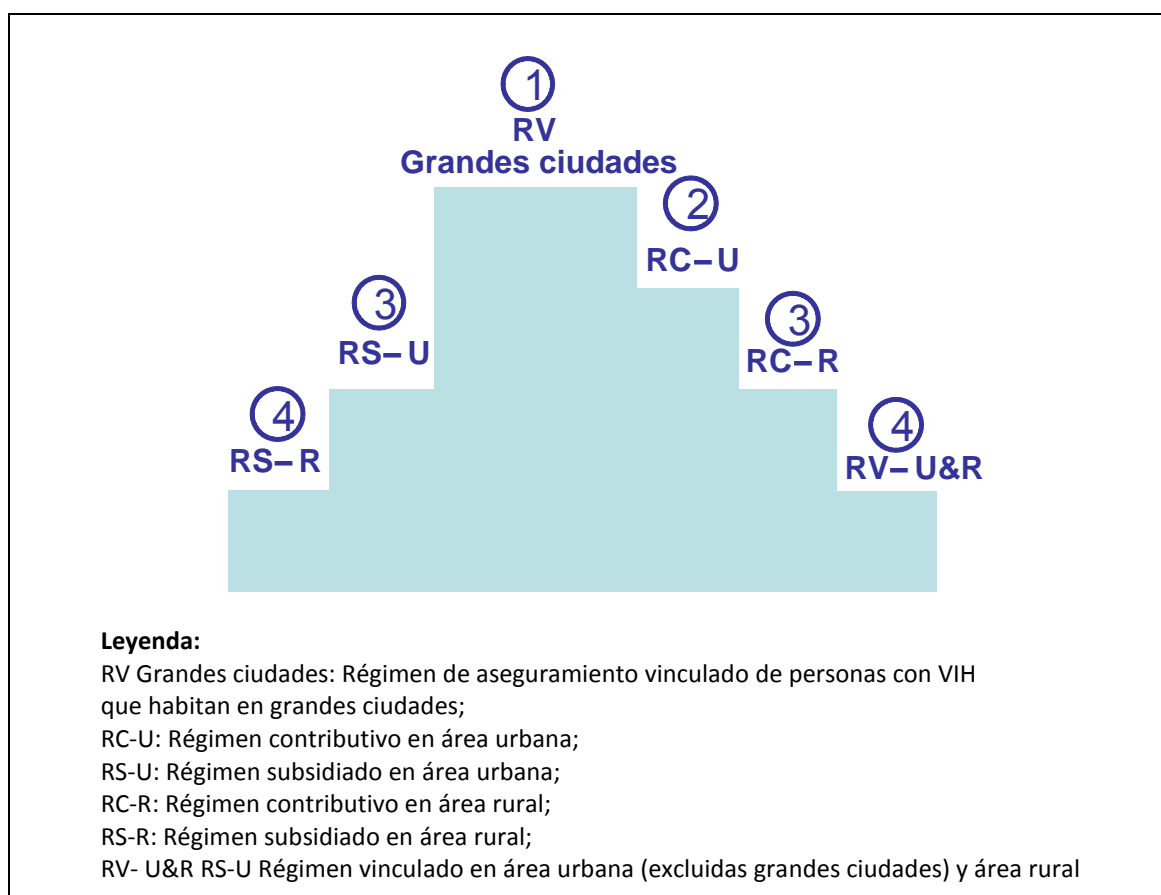 1
RV
Grandes ciudades
2
RC–U
3
RS–U
3
RC–R
4
RS–R
4
RV–U&R
Leyenda:
RV Grandes ciudades: Régimen de aseguramiento vinculado de personas con VIH
que habitan en grandes ciudades;
RC-U: Régimen contributivo en área urbana;
RS-U: Régimen subsidiado en área urbana;
RC-R: Régimen contributivo en área rural;
RS-R: Régimen subsidiado en área rural;
RV- U&R RS-U Régimen vinculado en área urbana (excluidas grandes ciudades) y área rural